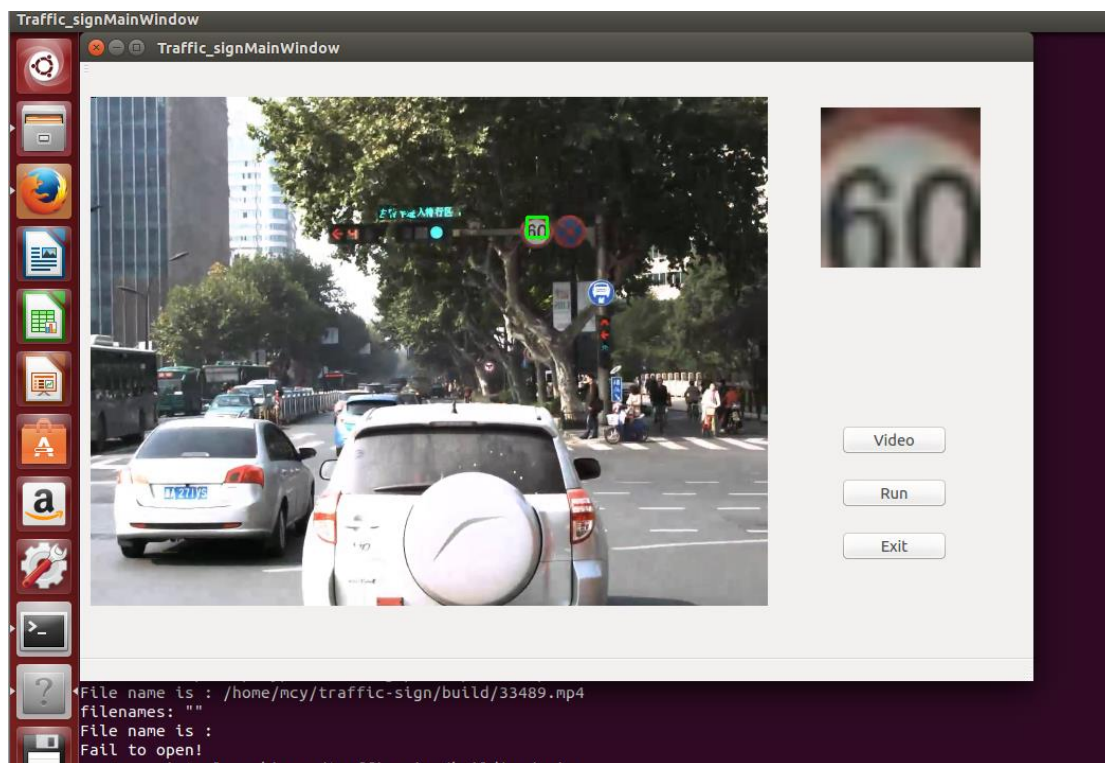 Traffic_signMainWindow
Traffic_signMainWindow
60
60
Video
Run
Exit
File name is : /home/mcy/traffic-sign/build/33489.mp4
filenames: ""
File name is :
Fail to open!